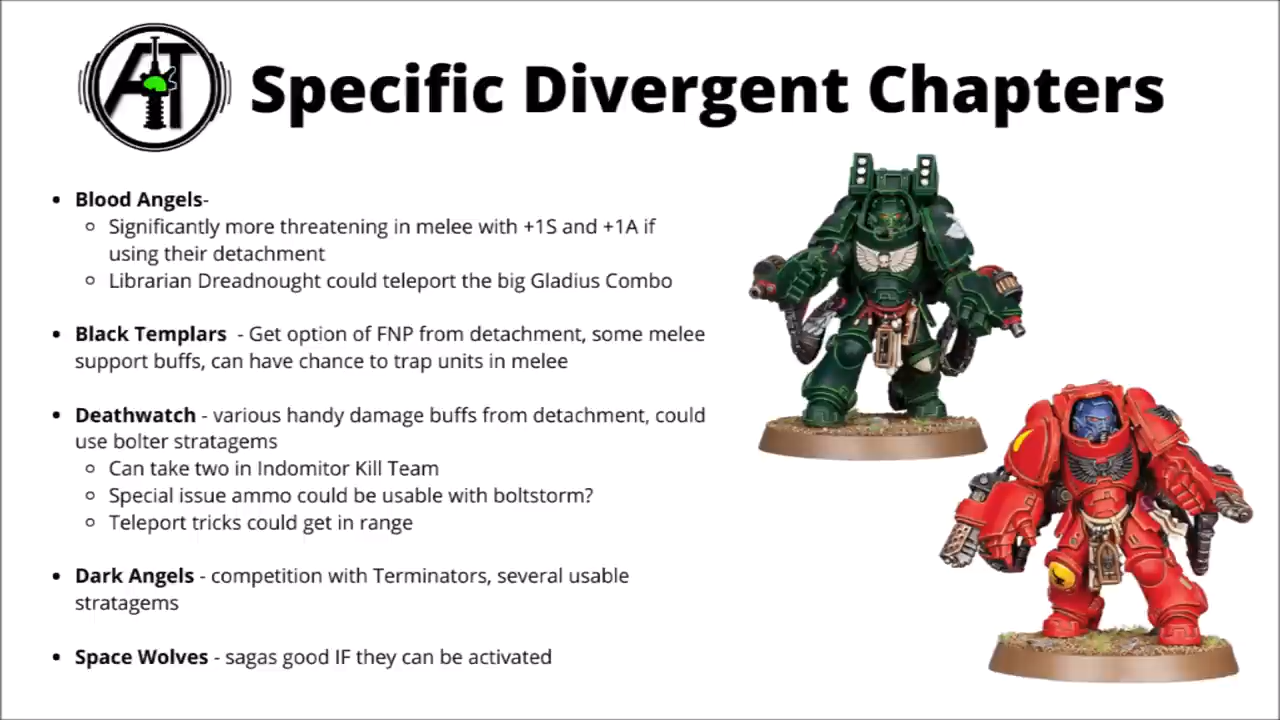 AT
Specific Divergent Chapters
• Blood Angels-
◦ Significantly more threatening in melee with +1S and +1A if
using their detachment
◦ Librarian Dreadnought could teleport the big Gladius Combo
• Black Templars - Get option of FNP from detachment, some melee
support buffs, can have chance to trap units in melee
• Deathwatch - various handy damage buffs from detachment, could
use bolter stratagems
◦ Can take two in Indomitor Kill Team
◦ Special issue ammo could be usable with boltstorm?
◦ Teleport tricks could get in range
• Dark Angels - competition with Terminators, several usable
stratagems
• Space Wolves - sagas good IF they can be activated